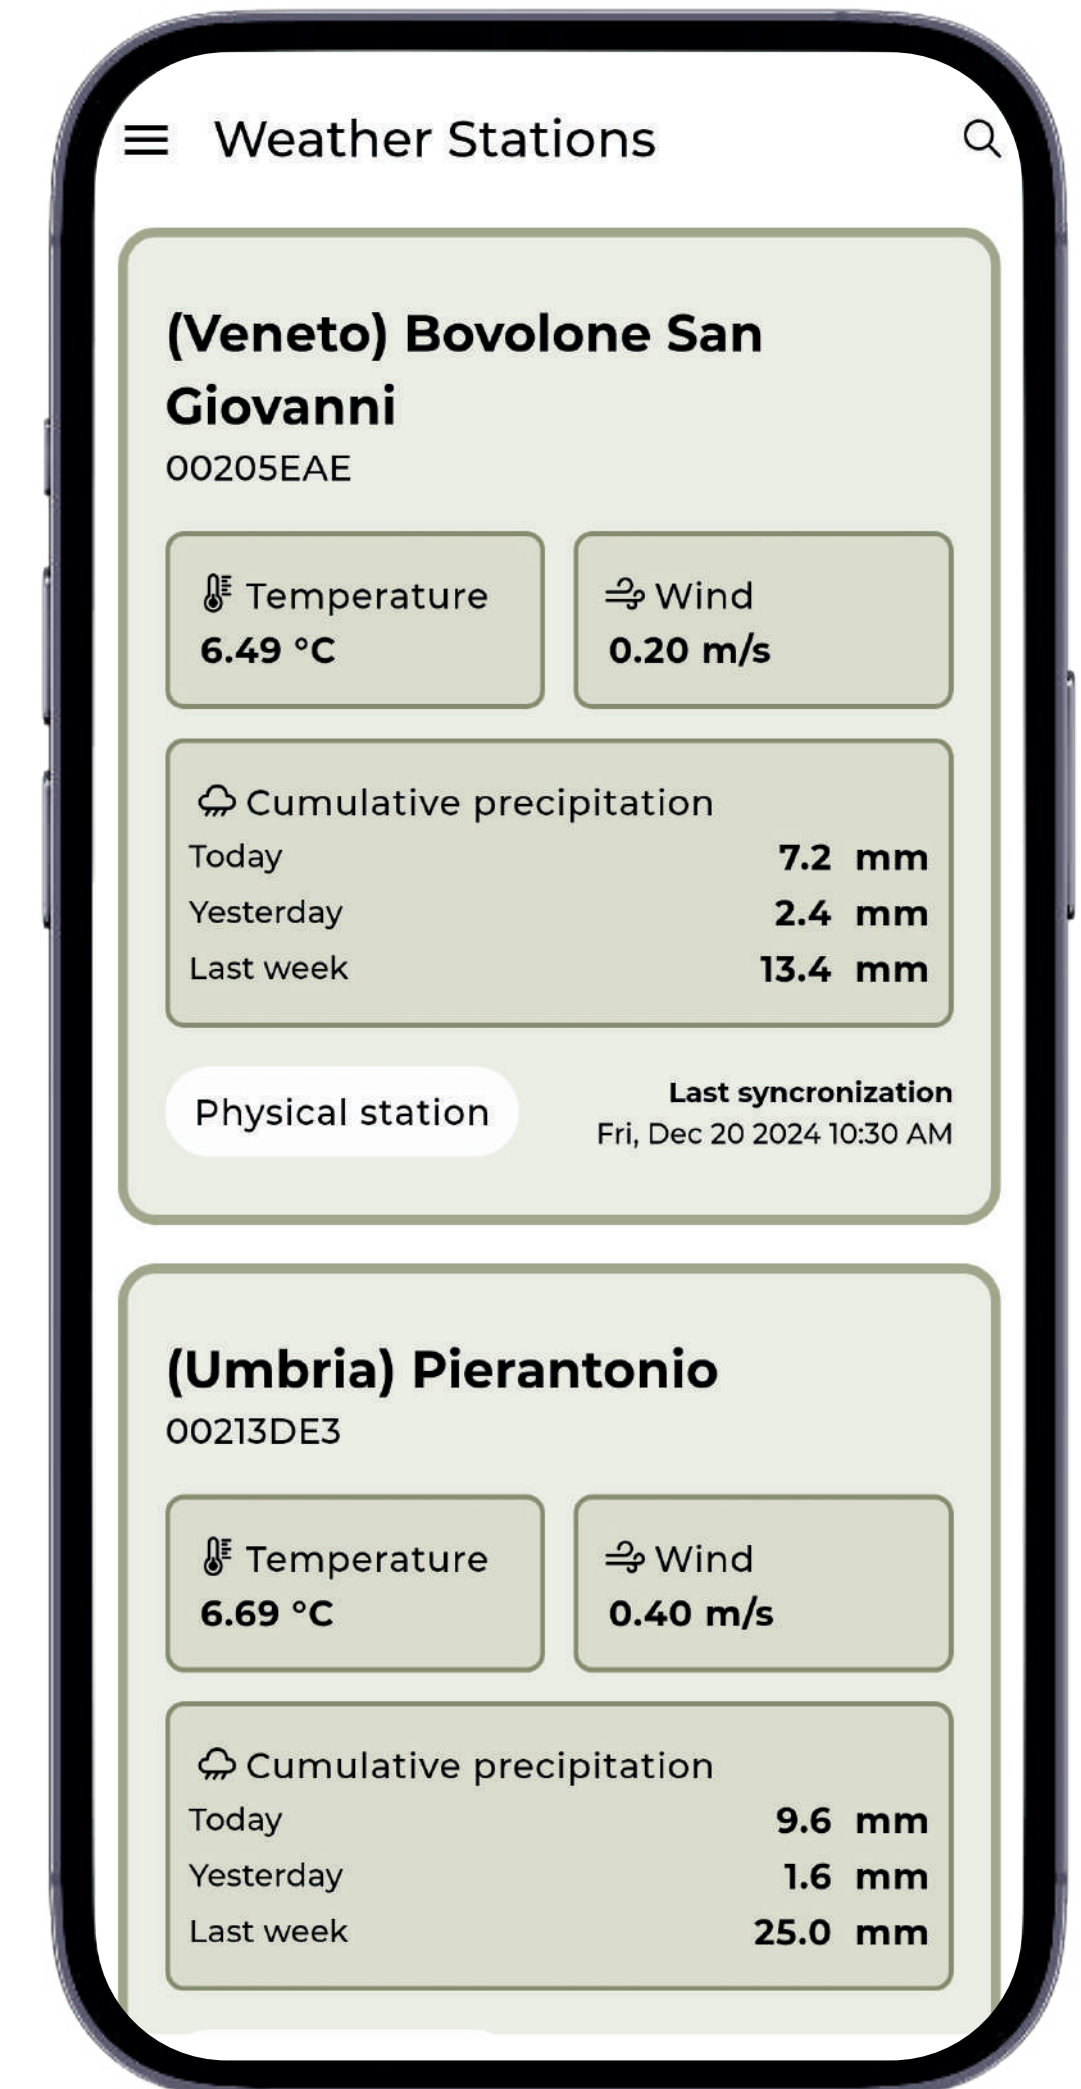 Weather Stations
(Veneto) Bovolone San
Giovanni
00205EAE
Temperature
6.49 °C
Wind
0.20 m/s
Cumulative precipitation
Today 7.2 mm
Yesterday 2.4 mm
Last week 13.4 mm
Physical station
Last syncronization
Fri, Dec 20 2024 10:30 AM
(Umbria) Pierantonio
00213DE3
Temperature
6.69 °C
Wind
0.40 m/s
Cumulative precipitation
Today 9.6 mm
Yesterday 1.6 mm
Last week 25.0 mm